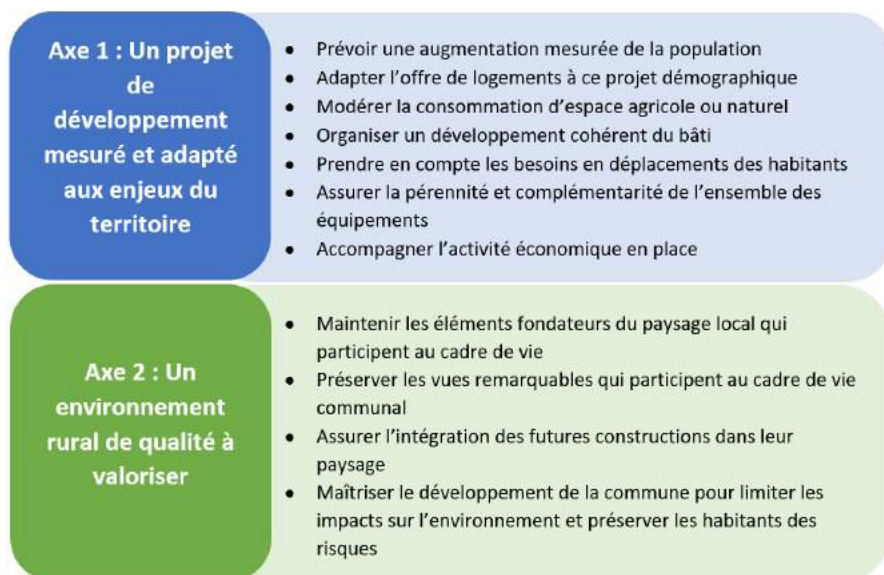 Axe 1 : Un projet
de
développement
mesuré et adapté
aux enjeux du
territoire
• Prévoir une augmentation mesurée de la population
• Adapter l'offre de logements à ce projet démographique
• Modérer la consommation d'espace agricole ou naturel
• Organiser un développement cohérent du bâti
• Prendre en compte les besoins en déplacements des habitants
• Assurer la pérennité et complémentarité de l'ensemble des
équipements
• Accompagner l'activité économique en place
Axe 2 : Un
environnement
rural de qualité à
valoriser
• Maintenir les éléments fondateurs du paysage local qui
participent au cadre de vie
• Préserver les vues remarquables qui participent au cadre de vie
communal
• Assurer l'intégration des futures constructions dans leur
paysage
• Maîtriser le développement de la commune pour limiter les
impacts sur l'environnement et préserver les habitants des
risques